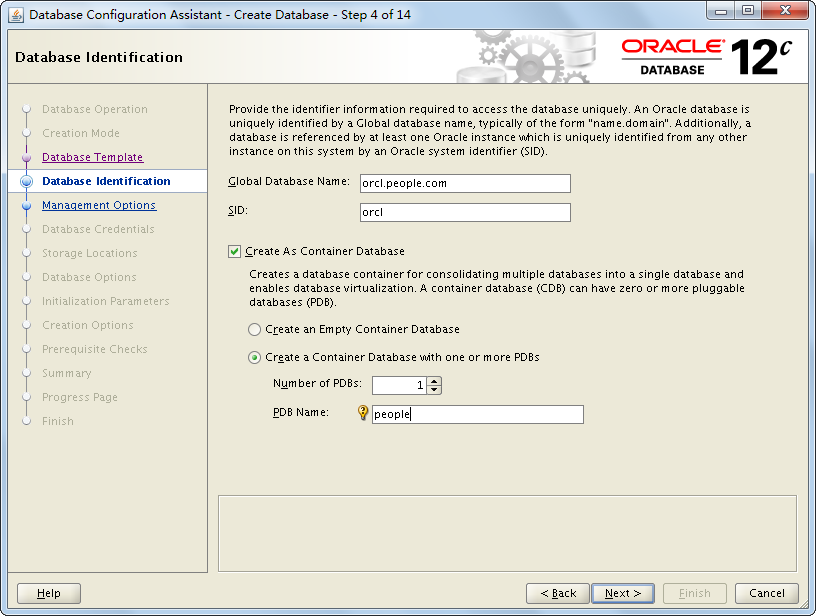 Database Configuration Assistant - Create Database - Step 4 of 14
Database Identification
ORACLE®
DATABASE
12c
Database Operation
Creation Mode
Database Template
Database Identification
Management Options
Database Credentials
Storage Locations
Database Options
Initialization Parameters
Creation Options
Prerequisite Checks
Summary
Progress Page
Finish
Provide the identifier information required to access the database uniquely. An Oracle database is
uniquely identified by a Global database name, typically of the form "name.domain". Additionally, a
database is referenced by at least one Oracle instance which is uniquely identified from any other
instance on this system by an Oracle system identifier (SID).
Global Database Name: orcl.people.com
SID: orcl
Create As Container Database
Creates a database container for consolidating multiple databases into a single database and
enables database virtualization. A container database (CDB) can have zero or more pluggable
databases (PDB).
Create an Empty Container Database
Create a Container Database with one or more PDBs
Number of PDBs: 1
PDB Name: people
Help
< Back
Next >
Finish
Cancel